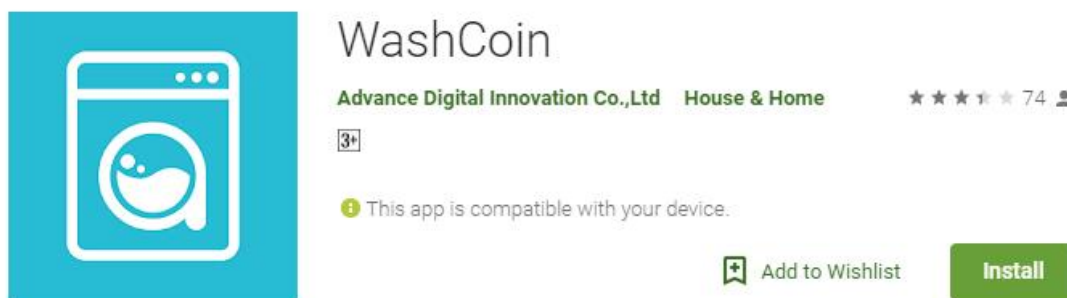 WashCoin
Advance Digital Innovation Co.,Ltd House & Home 74
3+
This app is compatible with your device.
Add to Wishlist Install